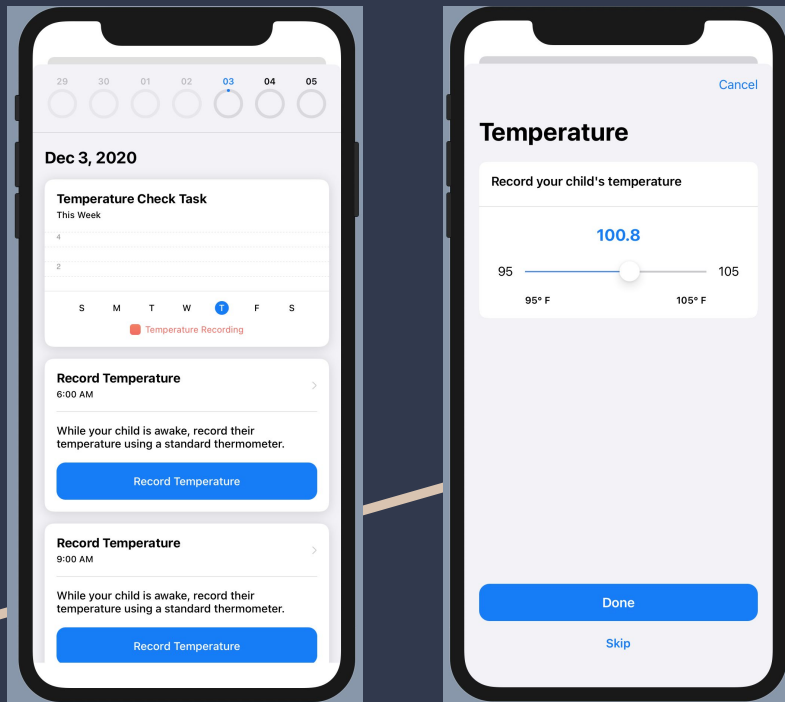 29 30 01 02 03 04 05
Dec 3, 2020
Temperature Check Task
This Week
4
2
S M T W T F S
Temperature Recording
Record Temperature
6:00 AM
While your child is awake, record their
temperature using a standard thermometer.
Record Temperature
Record Temperature
9:00 AM
While your child is awake, record their
temperature using a standard thermometer.
Record Temperature
Cancel
Temperature
Record your child's temperature
100.8
95 105
95° F 105° F
Done
Skip